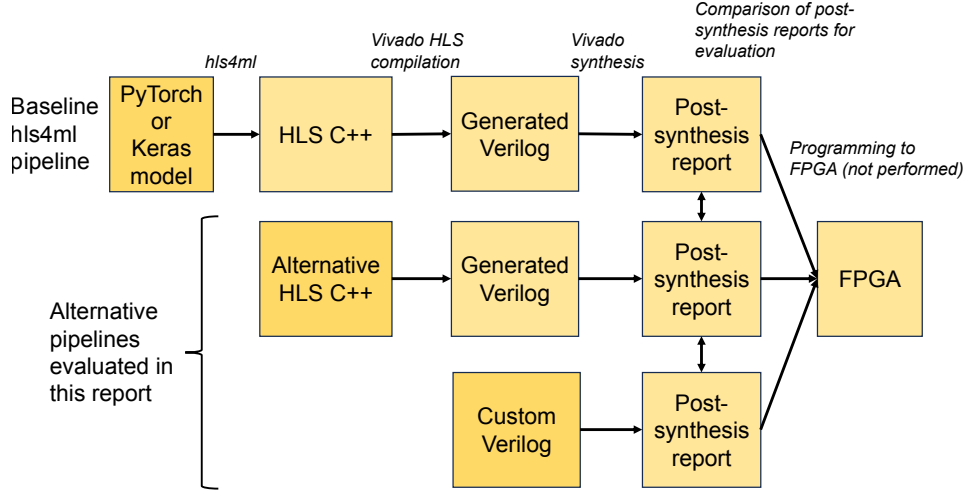 Comparison of post-
synthesis reports for
evaluation
hls4ml
Vivado HLS
compilation
Vivado
synthesis
Baseline
hls4ml
pipeline
PyTorch
or
Keras
model
HLS C++
Generated
Verilog
Post-
synthesis
report
Programming to
FPGA (not performed)
Alternative
HLS C++
Generated
Verilog
Post-
synthesis
report
FPGA
Alternative
pipelines
evaluated in
this report
Custom
Verilog
Post-
synthesis
report